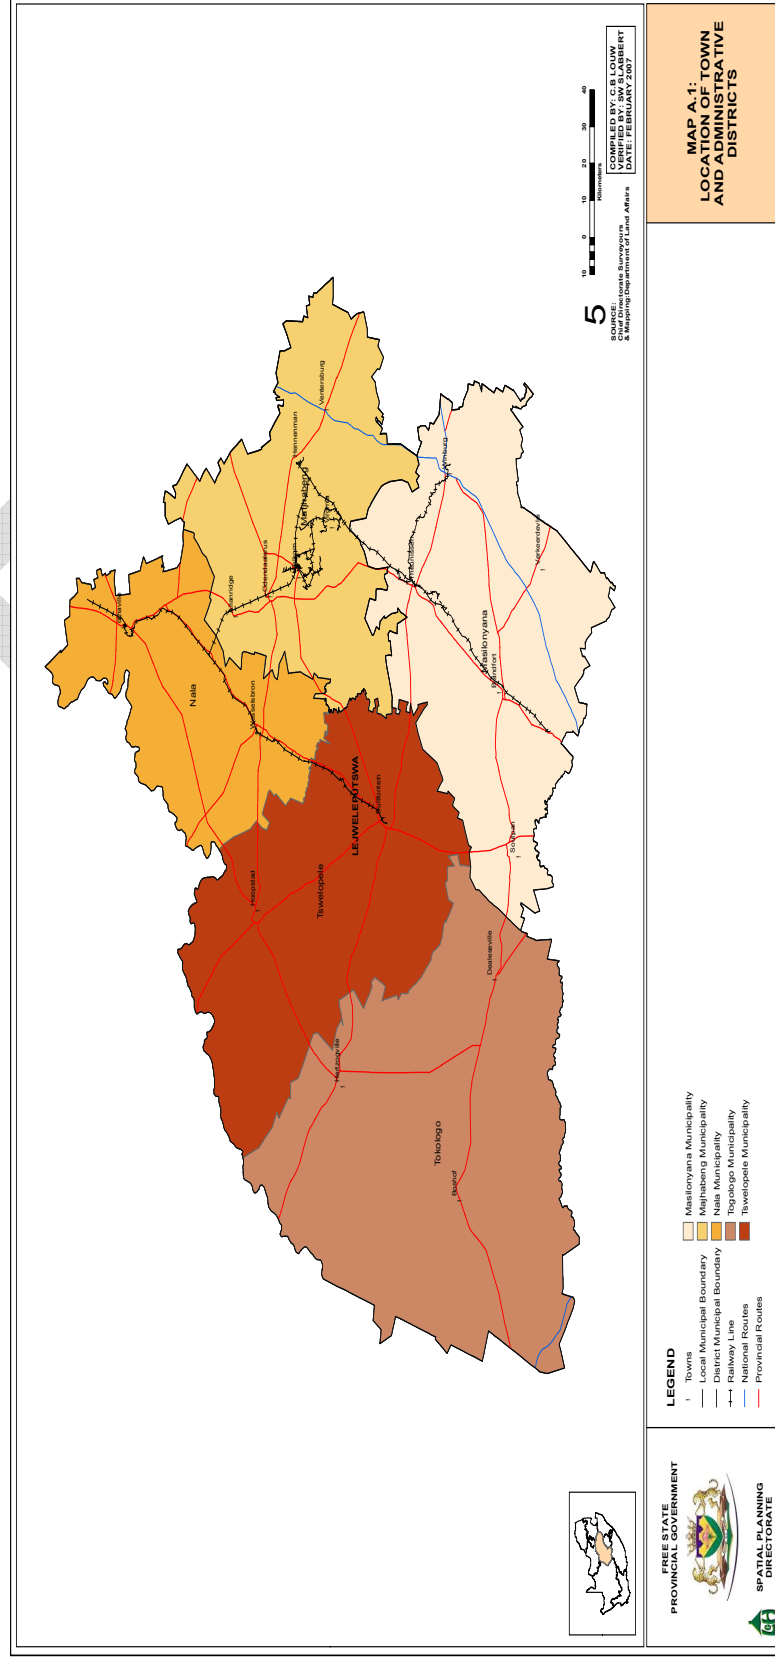 MAP A.1:
LOCATION OF TOWN
AND ADMINISTRATIVE
DISTRICTS
COMPILED BY: C.B LOUW
VERIFIED BY: SW SLABBERT
DATE: FEBRUARY 2007
10 0 10 20 30 40
Kilometers
5
SOURCE:
Chief Directorate Surveyours
& Mapping:Department of Land Affairs
Ventersburg
Hennenman
Matjhabeng
Odendaalsrus
Winburg
Verkeerdevlei
Masilonyana
Brandfort
Nala
Wesselsbron
LEJWELEPUTSWA
Bultfontein
Tswelopele
Hoopstad
Soutpan
Dealesville
Hertzogville
Tokologo
Boshof
LEGEND
Towns
Local Municipal Boundary
District Municipal Boundary
Railway Line
National Routes
Provincial Routes
Masilonyana Municipality
Majhabeng Municipality
Nala Municipality
Togologo Municipality
Tswelopele Municipality
FREE STATE
PROVINCIAL GOVERNMENT
SPATIAL PLANNING
DIRECTORATE